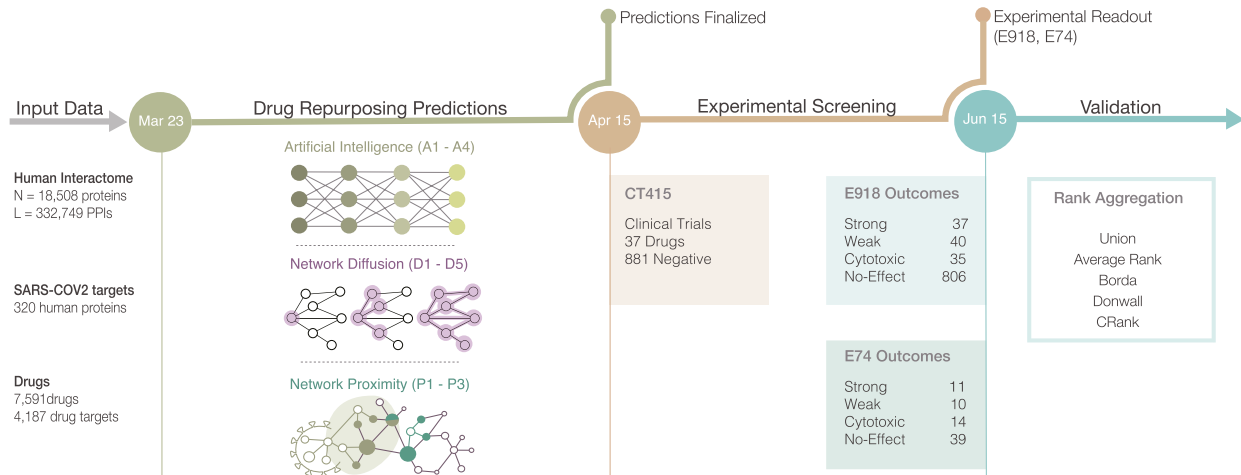 Predictions Finalized
Experimental Readout
(E918, E74)
Input Data
Mar 23
Drug Repurposing Predictions
Apr 15
Experimental Screening
Jun 15
Validation
Human Interactome
N = 18,508 proteins
L = 332,749 PPIs
SARS-COV2 targets
320 human proteins
Drugs
7,591drugs
4,187 drug targets
Artificial Intelligence (A1 - A4)
Network Diffusion (D1 - D5)
Network Proximity (P1 - P3)
CT415
Clinical Trials
37 Drugs
881 Negative
E918 Outcomes
Strong 37
Weak 40
Cytotoxic 35
No-Effect 806
E74 Outcomes
Strong 11
Weak 10
Cytotoxic 14
No-Effect 39
Rank Aggregation
Union
Average Rank
Borda
Donwall
CRank